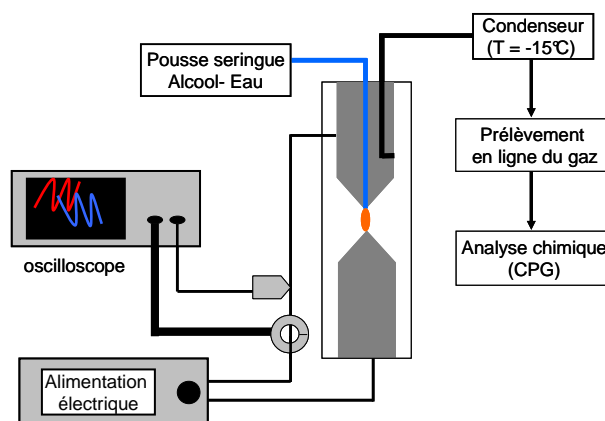 Condenseur
(T = -15°C)
Pousse seringue
Alcool- Eau
Prélèvement
en ligne du gaz
Analyse chimique
(CPG)
oscilloscope
Alimentation
électrique